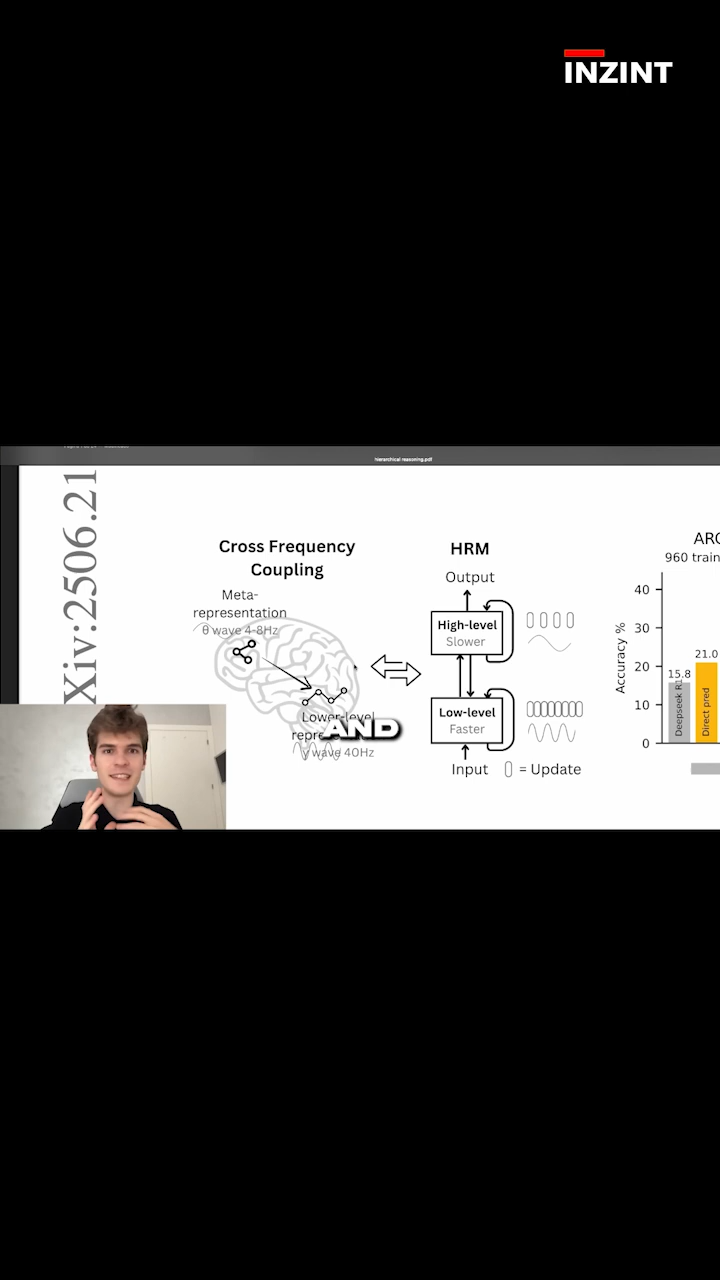 INZINT
hierarchical reasoning.pdf
Xiv:2506.21
Cross Frequency
Coupling
Meta-
representation
θ wave 4-8Hz
Lower-level
repre
γ wave 40Hz
AND
HRM
Output
High-level
Slower
Low-level
Faster
Input
= Update
ARC
960 train
Accuracy %
40
30
20
10
0
15.8
21.0
Deepseek R1
Direct pred